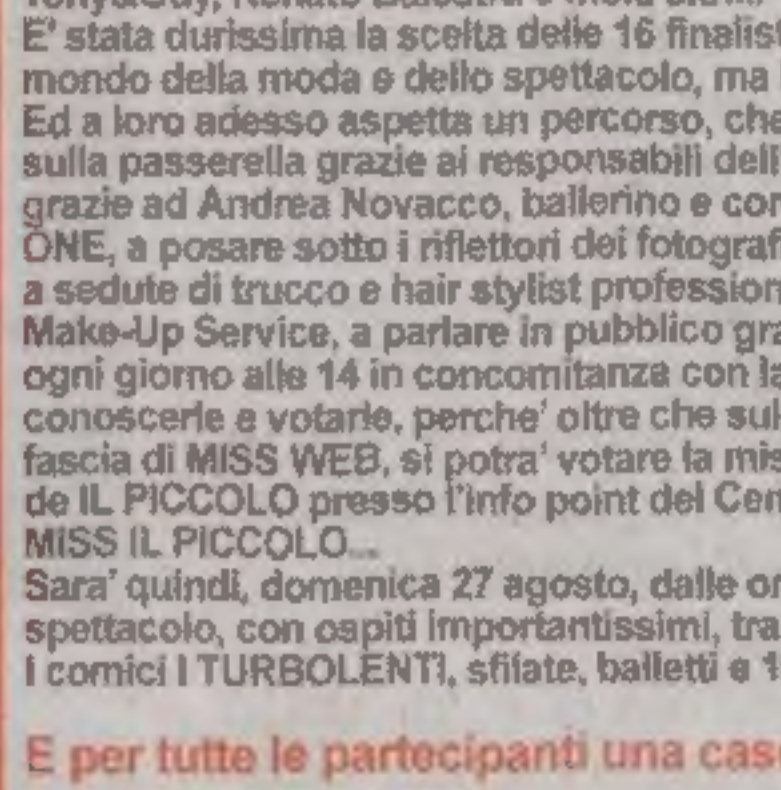 E' stata durissima la scelta delle 16 finalist
mondo della moda e dello spettacolo, ma
Ed a loro adesso aspetta un percorso, che
sulla passerella grazie ai responsabili dell
grazie ad Andrea Novacco, ballerino e cor
ONE, a posare sotto i riflettori dei fotograf
a sedute di trucco e hair stylist profession
Make-Up Service, a parlare in pubblico gra
ogni giorno alle 14 in concomitanza con la
conoscerle e votarle, perche' oltre che sul
fascia di MISS WEB, si potra' votare la mis
de IL PICCOLO presso l'info point del Cen
MISS IL PICCOLO...
Sara' quindi, domenica 27 agosto, dalle or
spettacolo, con ospiti importantissimi, tra
I comici I TURBOLENTI, sfilate, balletti e 1
E per tutte le partecipanti una cas